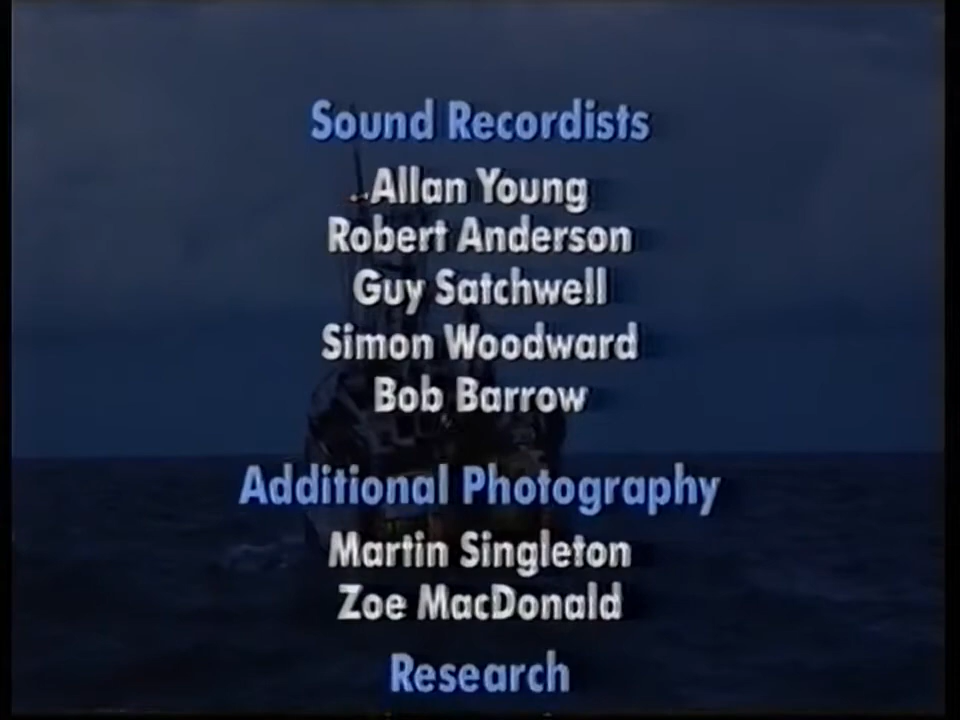 Sound Recordists
Allan Young
Robert Anderson
Guy Satchwell
Simon Woodward
Bob Barrow
Additional Photography
Martin Singleton
Zoe MacDonald
Research